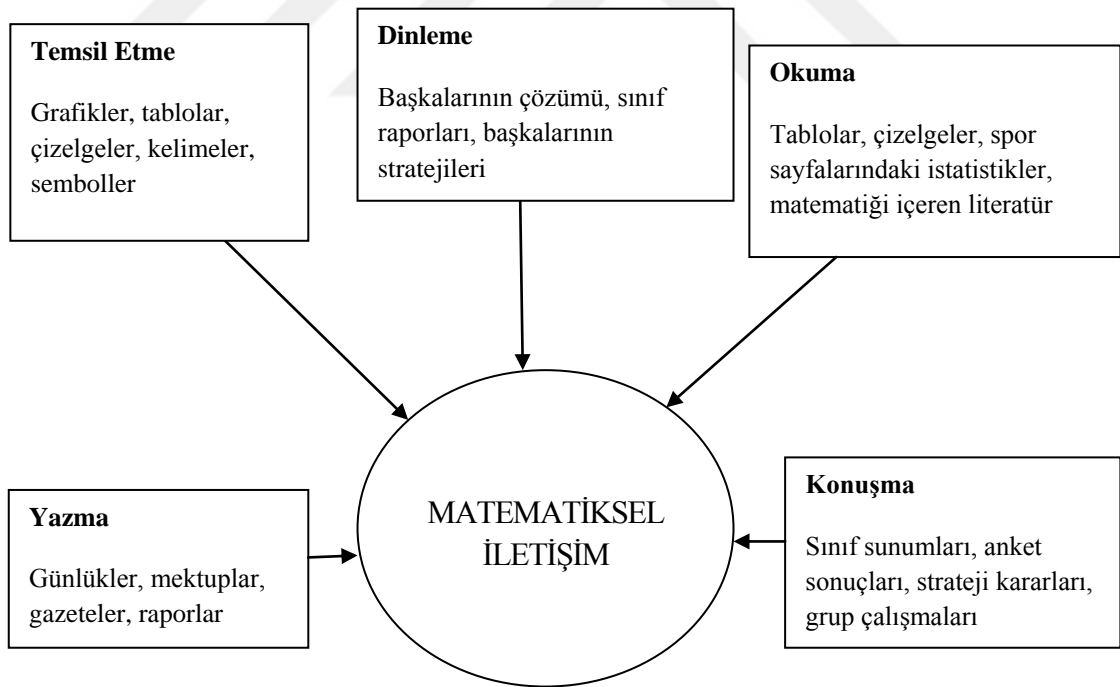 Temsil Etme
Grafikler, tablolar,
çizelgeler, kelimeler,
semboller
Dinleme
Başkalarının çözümü, sınıf
raporları, başkalarının
stratejileri
Okuma
Tablolar, çizelgeler, spor
sayfalarındaki istatistikler,
matematiği içeren literatür
Yazma
Günlükler, mektuplar,
gazeteler, raporlar
MATEMATİKSEL
İLETİŞİM
Konuşma
Sınıf sunumları, anket
sonuçları, strateji kararları,
grup çalışmaları